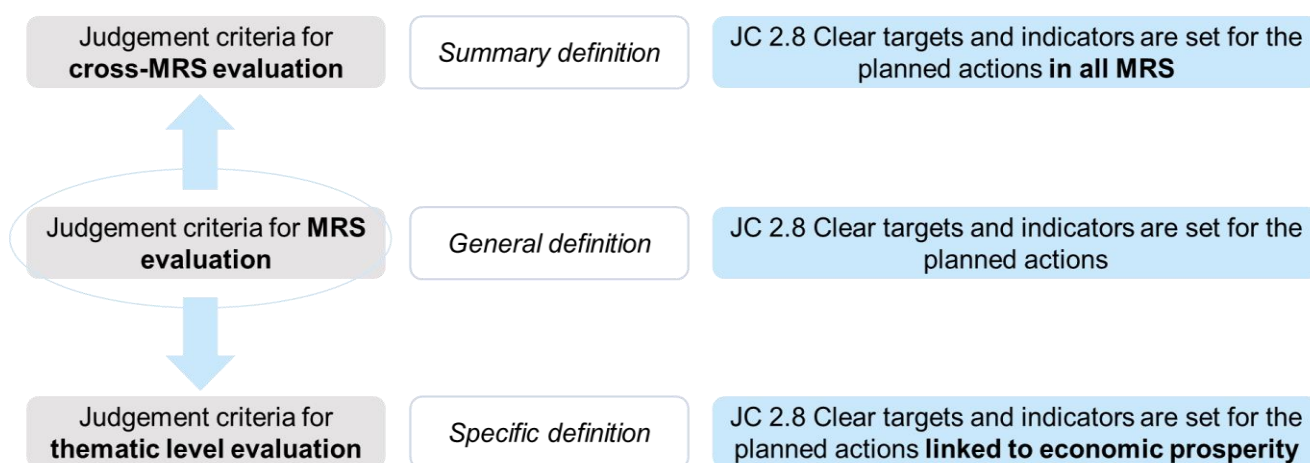 Judgement criteria for
cross-MRS evaluation
Summary definition
JC 2.8 Clear targets and indicators are set for the
planned actions in all MRS
Judgement criteria for MRS
evaluation
General definition
JC 2.8 Clear targets and indicators are set for the
planned actions
Judgement criteria for
thematic level evaluation
Specific definition
JC 2.8 Clear targets and indicators are set for the
planned actions linked to economic prosperity